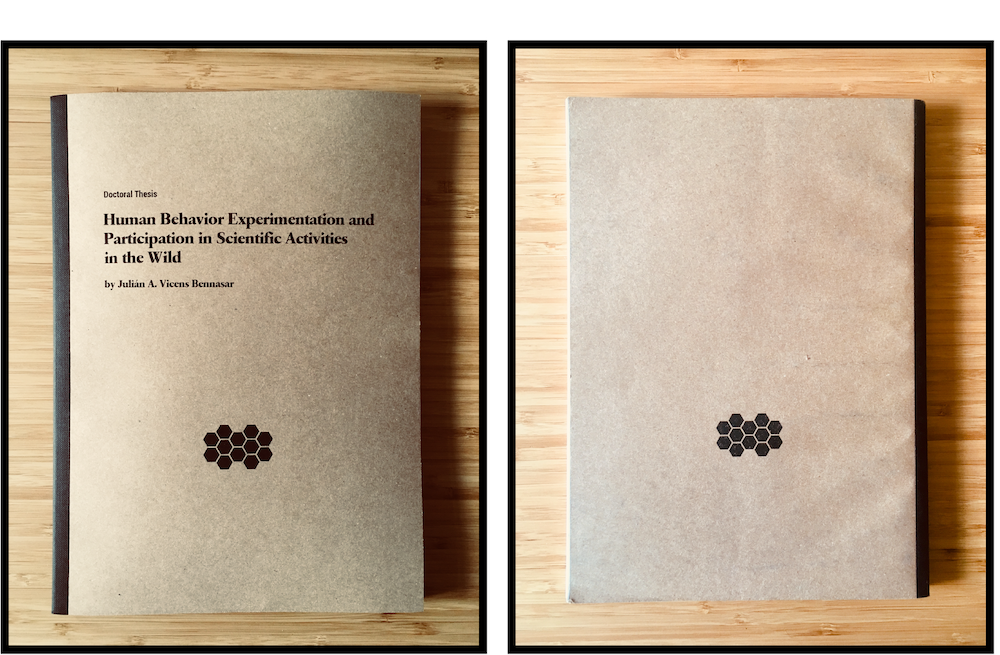 Doctoral Thesis
Human Behavior Experimentation and
Participation in Scientific Activities
in the Wild
by Julián A. Vicens Bennasar